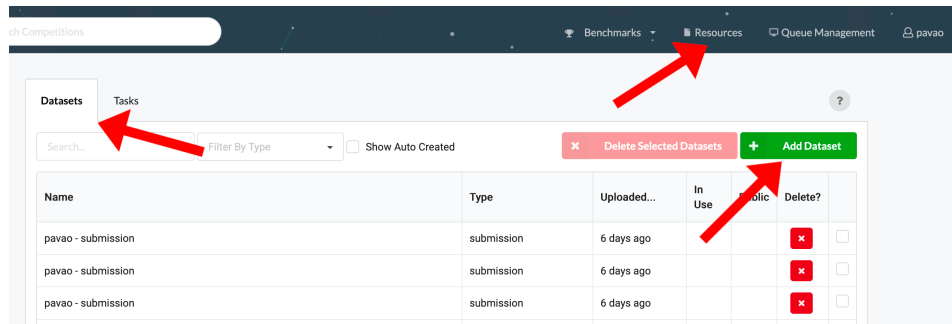 ch Competitions
Benchmarks
Resources
Queue Management
pavao
Datasets
Tasks
?
Search...
Filter By Type
Show Auto Created
Delete Selected Datasets
Add Dataset
Name
Type
Uploaded...
In Use
Public
Delete?
pavao - submission
submission
6 days ago
pavao - submission
submission
6 days ago
pavao - submission
submission
6 days ago